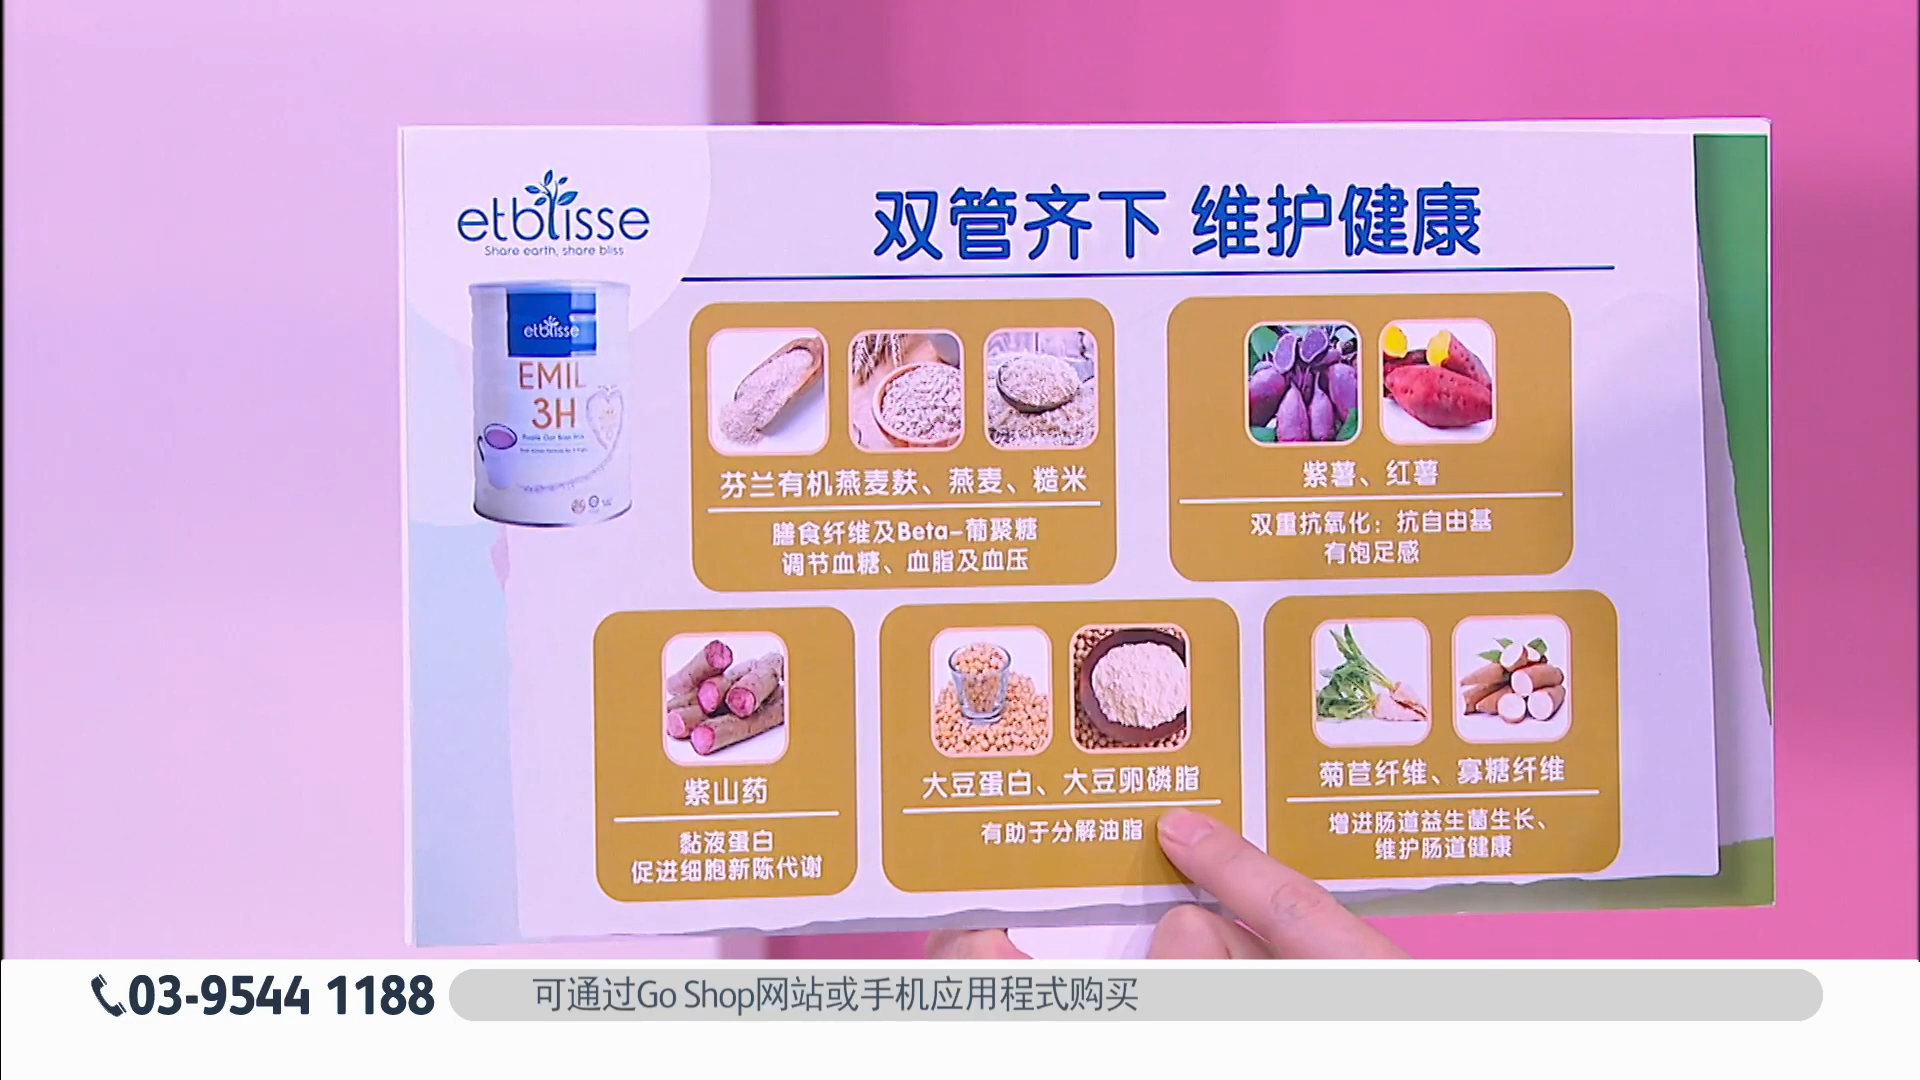 etblisse
Share earth, share bliss
双管齐下 维护健康
etblisse
EMIL
3H
芬兰有机燕麦麸、燕麦、糙米
膳食纤维及Beta-葡聚糖
调节血糖、血脂及血压
紫薯、红薯
双重抗氧化：抗自由基
有饱足感
紫山药
黏液蛋白
促进细胞新陈代谢
大豆蛋白、大豆卵磷脂
有助于分解油脂
菊苣纤维、寡糖纤维
增进肠道益生菌生长、
维护肠道健康
03-9544 1188
可通过Go Shop网站或手机应用程式购买